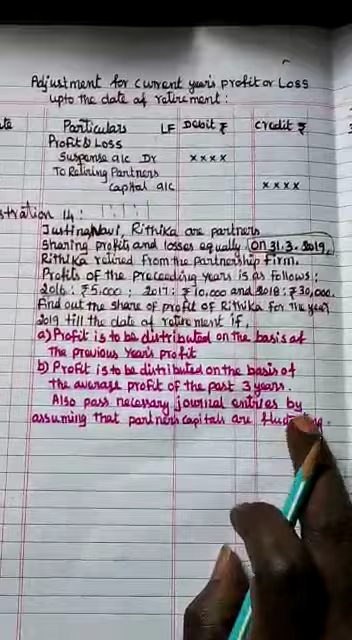 Adjustment for current year's profit or Loss
upto the date of retirement :
Particulars LF Debit ₹ Credit ₹
Profit & Loss
Suspense a/c Dr xxxx
To Retiring Partners
Capital a/c xxxx
stration 14:
Justin, Navi, Rithika are partners
sharing profit and losses equally, on 31.3.2019,
Rithika retired from the partnership firm.
Profits of the preceeding years is as follows:
2016: ₹5,000; 2017: ₹10,000 and 2018: ₹30,000.
Find out the share of profit of Rithika for the year
2019 till the date of retirement if,
a) Profit is to be distributed on the basis of
the previous Year's profit
b) Profit is to be distributed on the basis of
the average profit of the past 3 years.
Also pass necessary journal entries by
assuming that partners capitals are